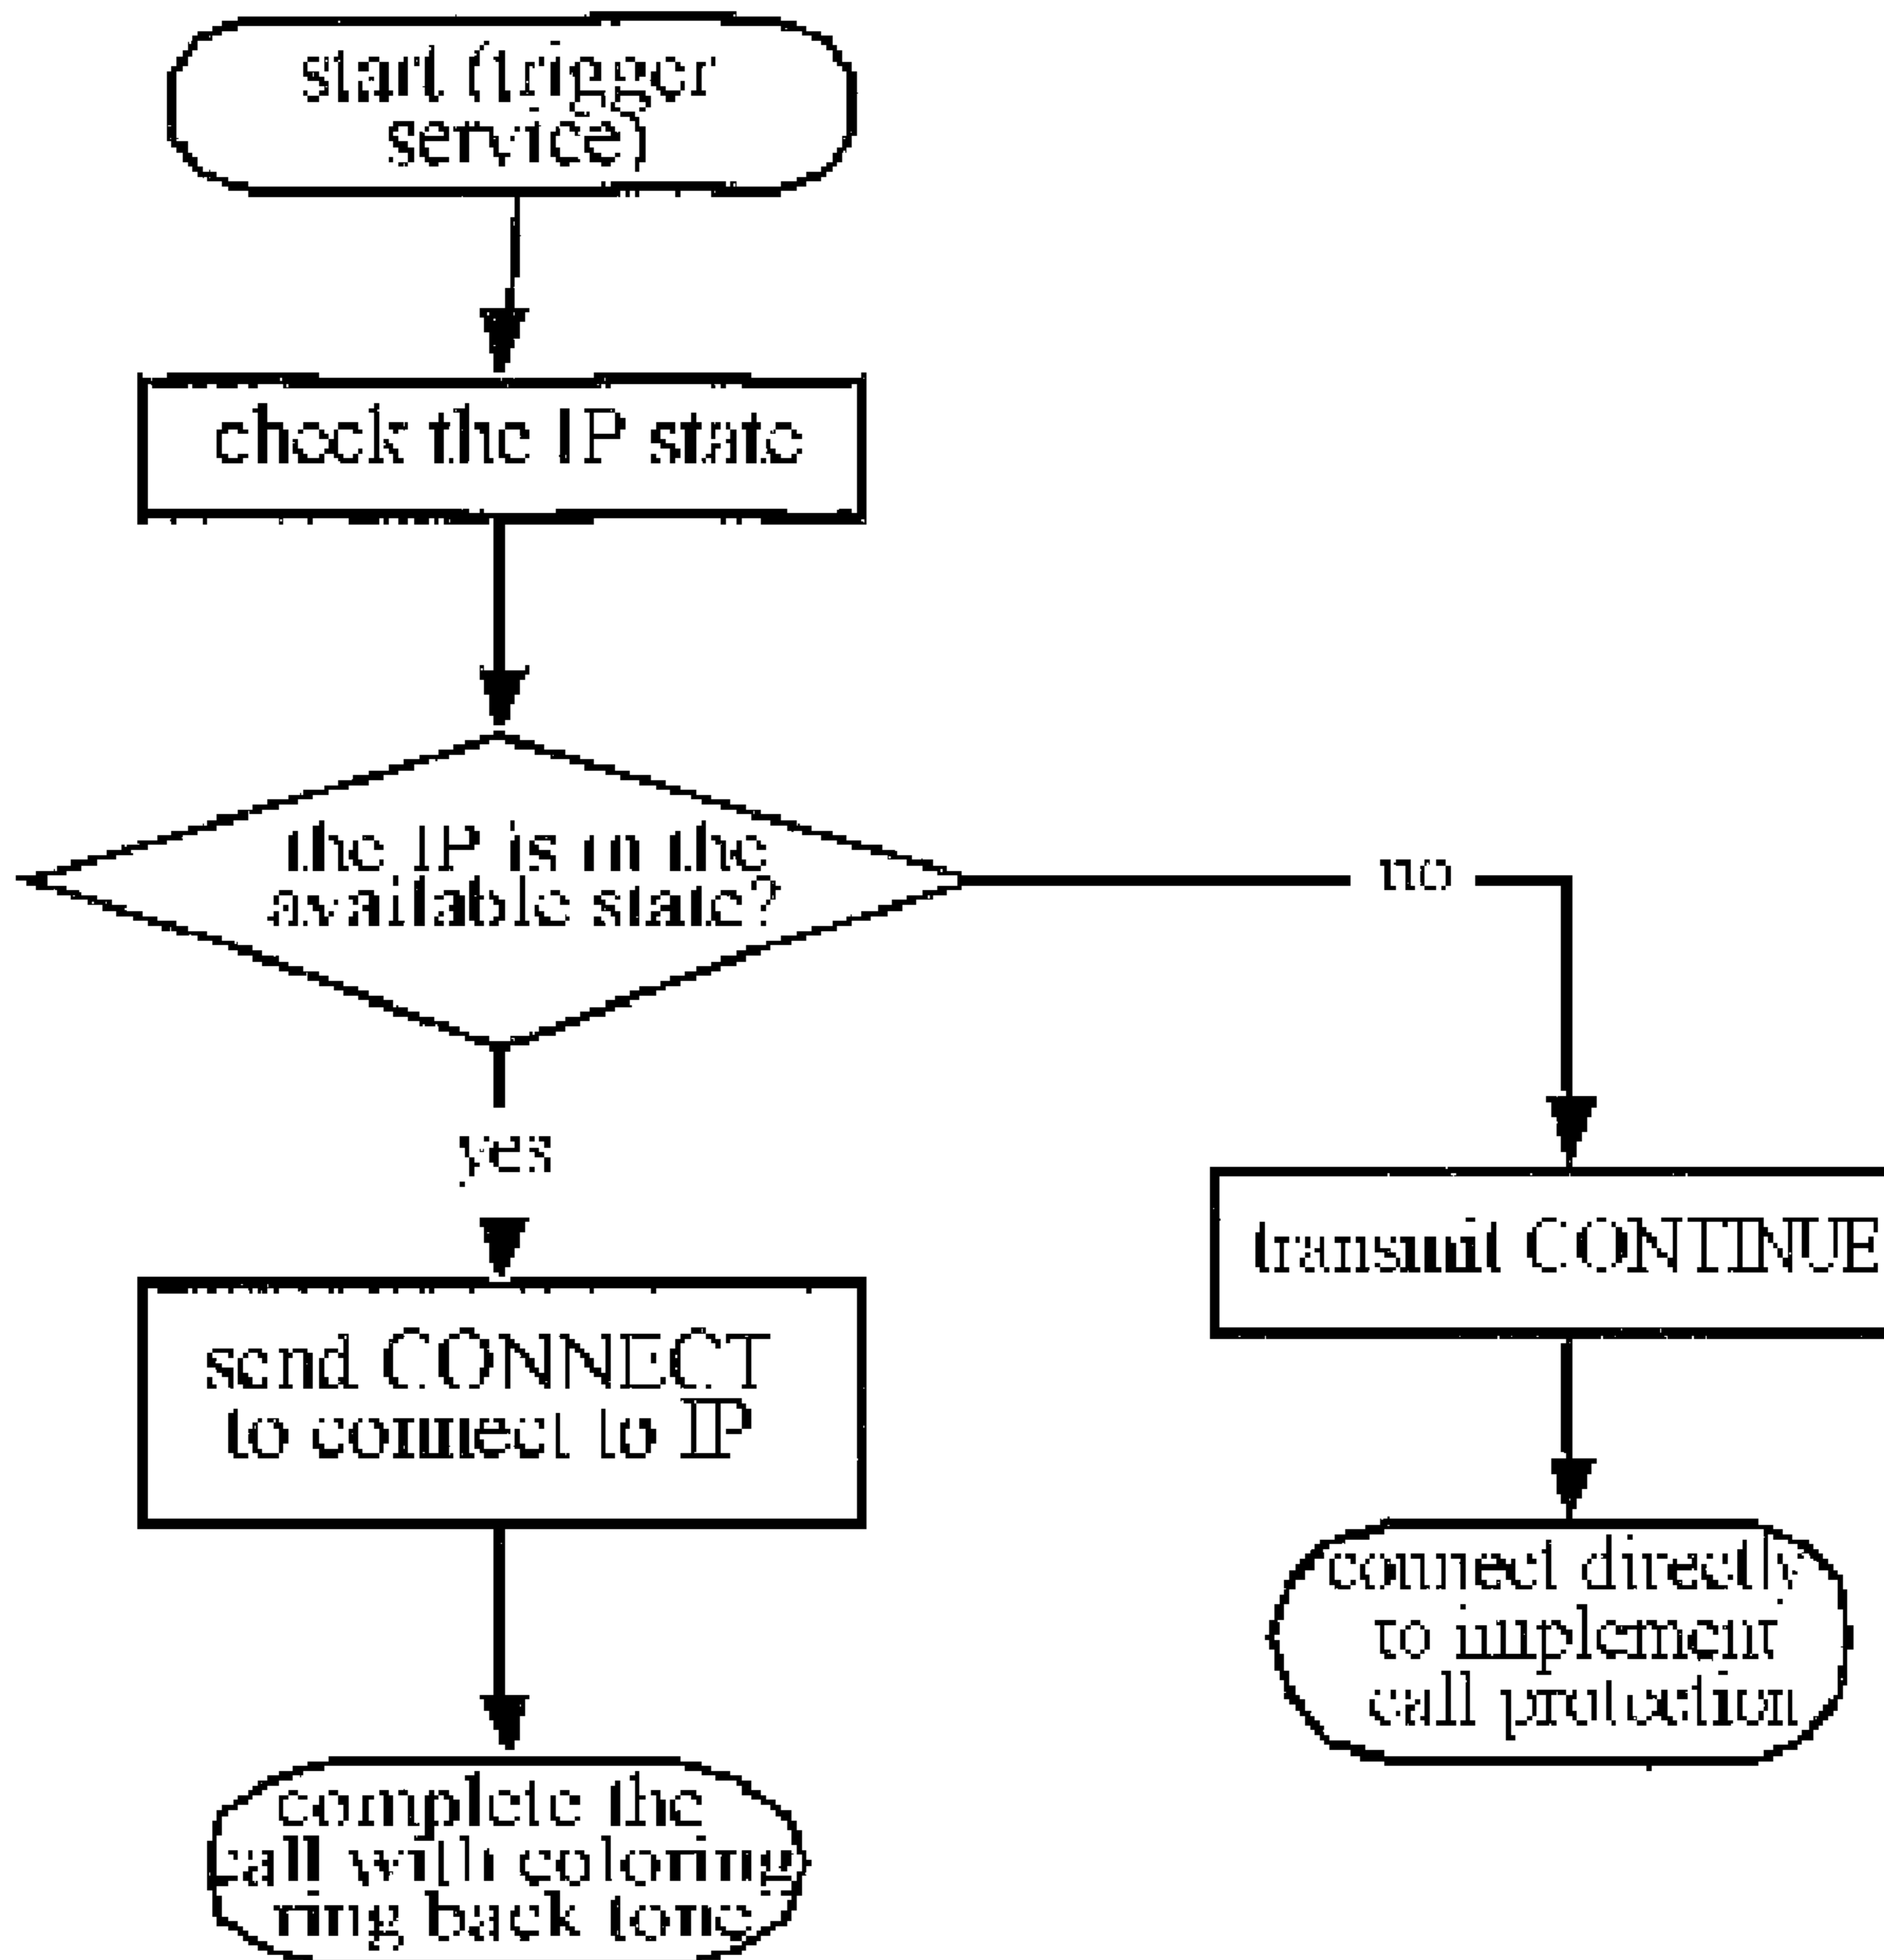 start (trigger
service)
check the IP state
the IP is in the
available state?
no
yes
transmit CONTINUE
send CONNECT
to connect to IP
connect directly
to implement
call protection
complete the
call with coloring
ring back tone